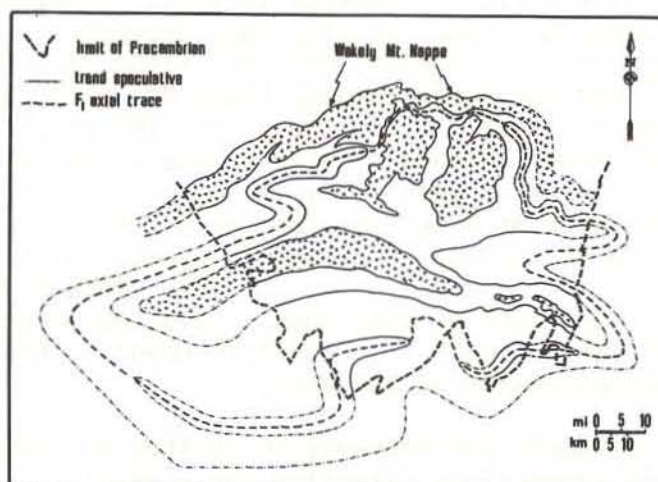 limit of Precambrian
trend speculative
F₁ axial trace
Wakely Mt. Nappe
N
mi 0 5 10
km 0 5 10